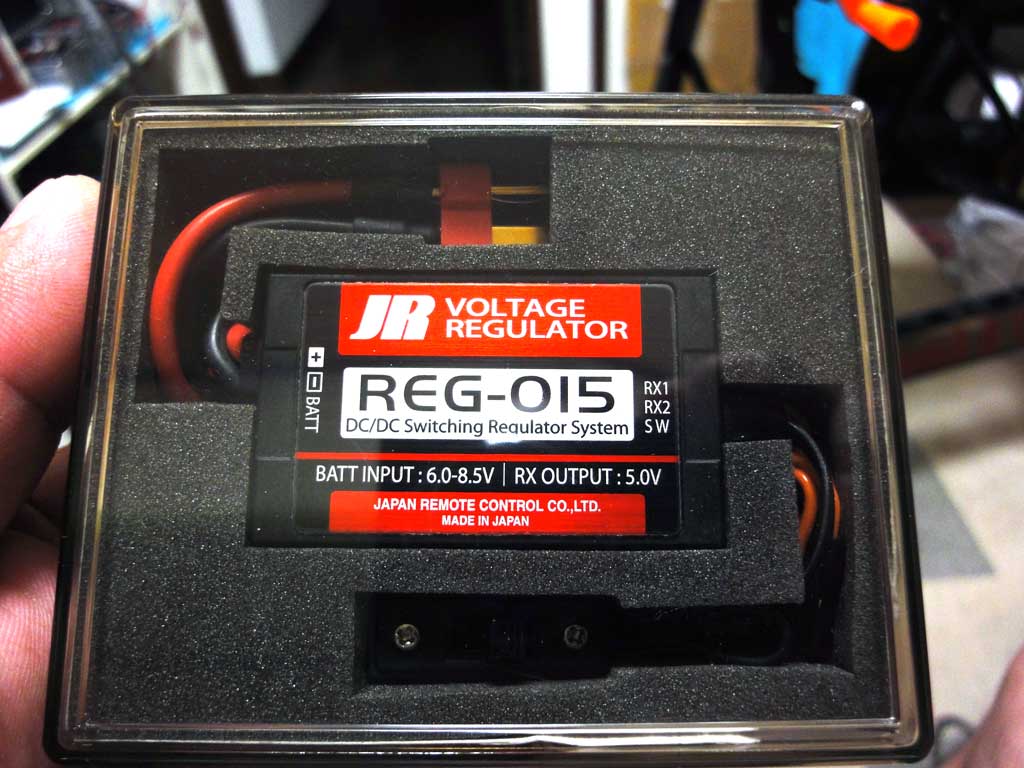 JR VOLTAGE
REGULATOR
+ - BATT
REG-015
DC/DC Switching Regulator System
RX1
RX2
SW
BATT INPUT : 6.0-8.5V | RX OUTPUT : 5.0V
JAPAN REMOTE CONTROL CO.,LTD.
MADE IN JAPAN